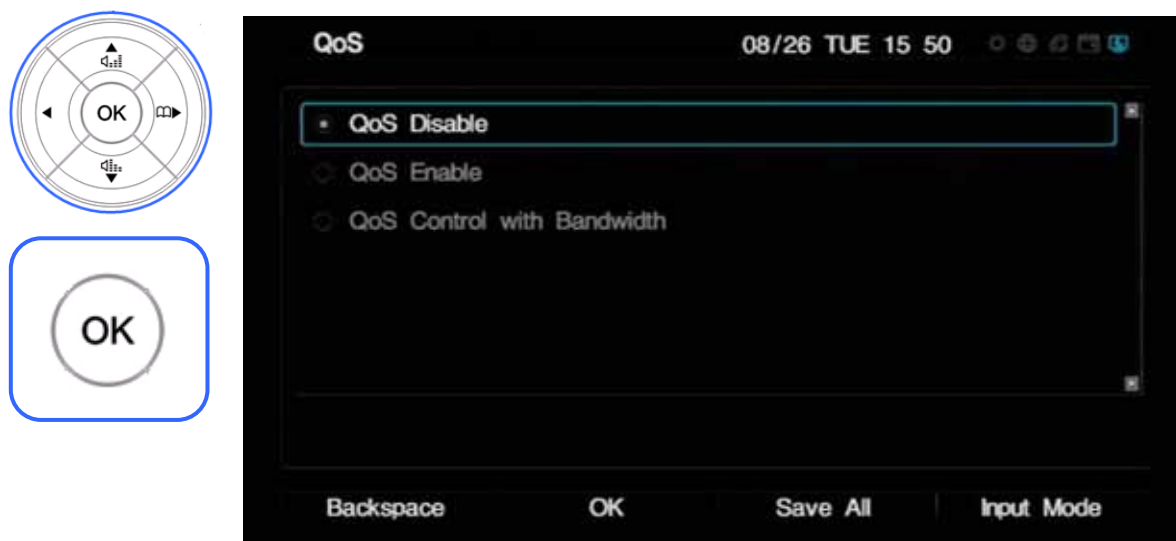 OK
OK
QoS
08/26 TUE 15 50
QoS Disable
QoS Enable
QoS Control with Bandwidth
Backspace
OK
Save All
Input Mode